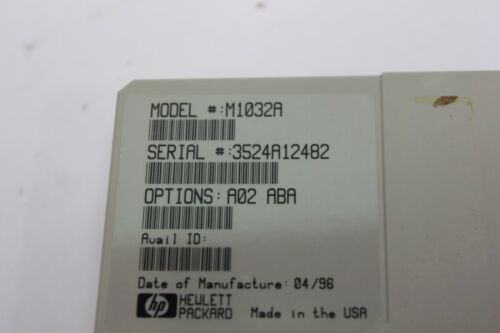 MODEL #:M1032A
SERIAL #:3524A12482
OPTIONS: A02 ABA
Avail ID:
Date of Manufacture: 04/96
hp HEWLETT PACKARD Made in the USA